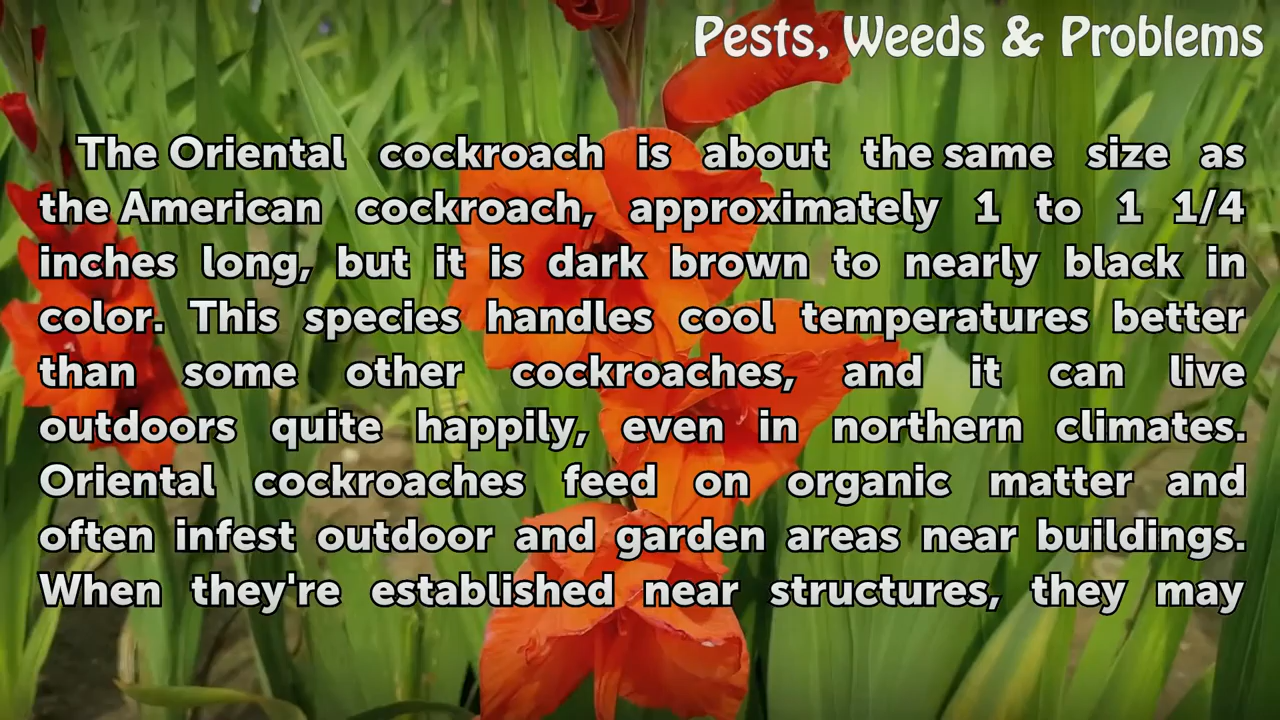 Pests, Weeds & Problems
The Oriental cockroach is about the same size as
the American cockroach, approximately 1 to 1 1/4
inches long, but it is dark brown to nearly black in
color. This species handles cool temperatures better
than some other cockroaches, and it can live
outdoors quite happily, even in northern climates.
Oriental cockroaches feed on organic matter and
often infest outdoor and garden areas near buildings.
When they're established near structures, they may